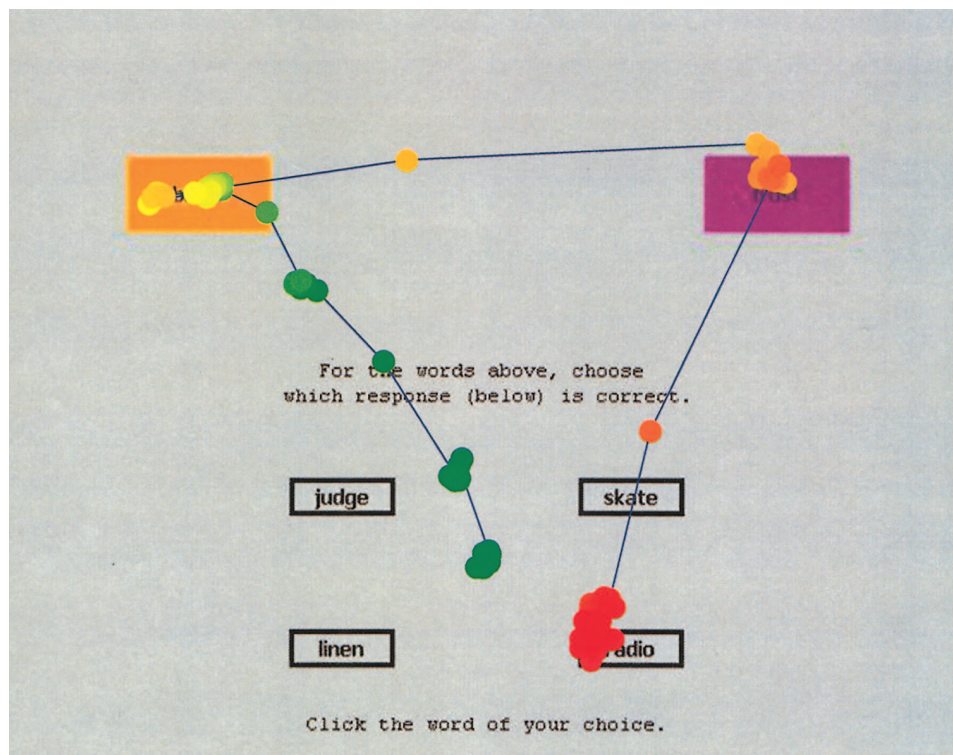 trust
For the words above, choose
which response (below) is correct.
judge
skate
linen
radio
Click the word of your choice.